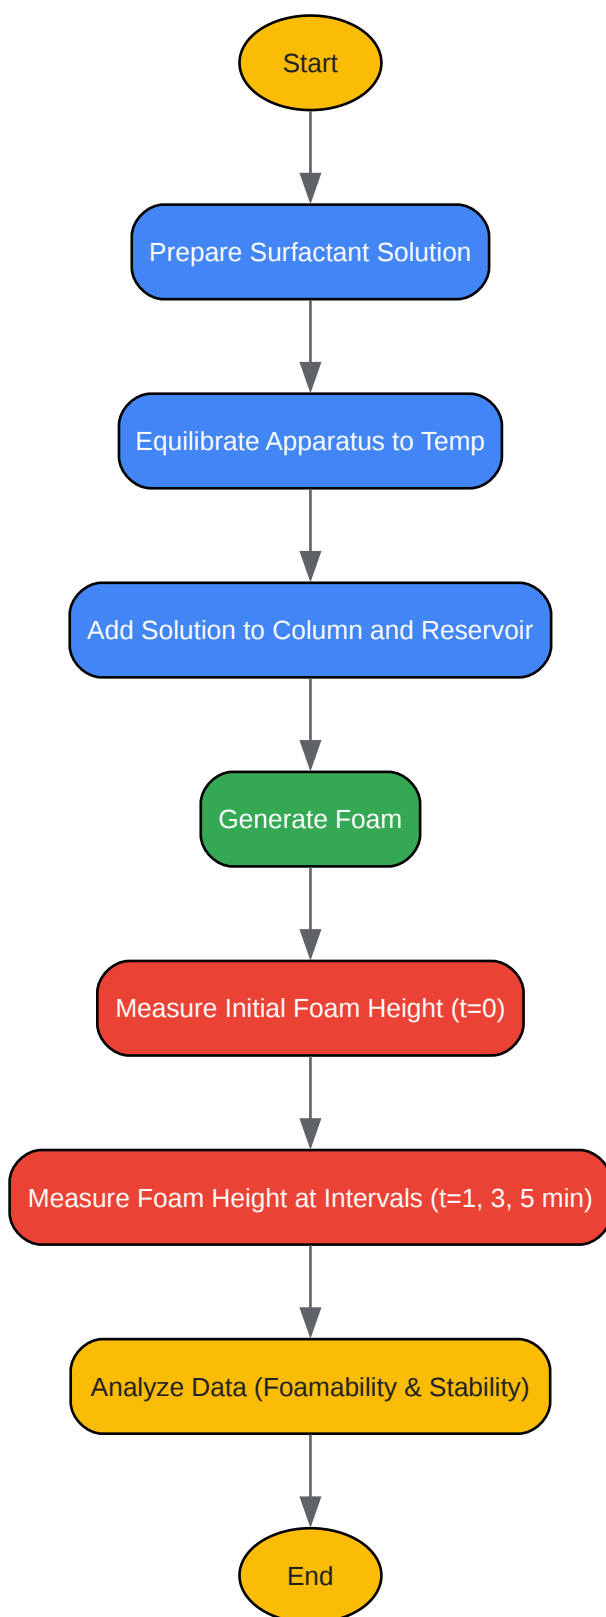 Start
Prepare Surfactant Solution
Equilibrate Apparatus to Temp
Add Solution to Column and Reservoir
Generate Foam
Measure Initial Foam Height (t=0)
Measure Foam Height at Intervals (t=1, 3, 5 min)
Analyze Data (Foamability & Stability)
End